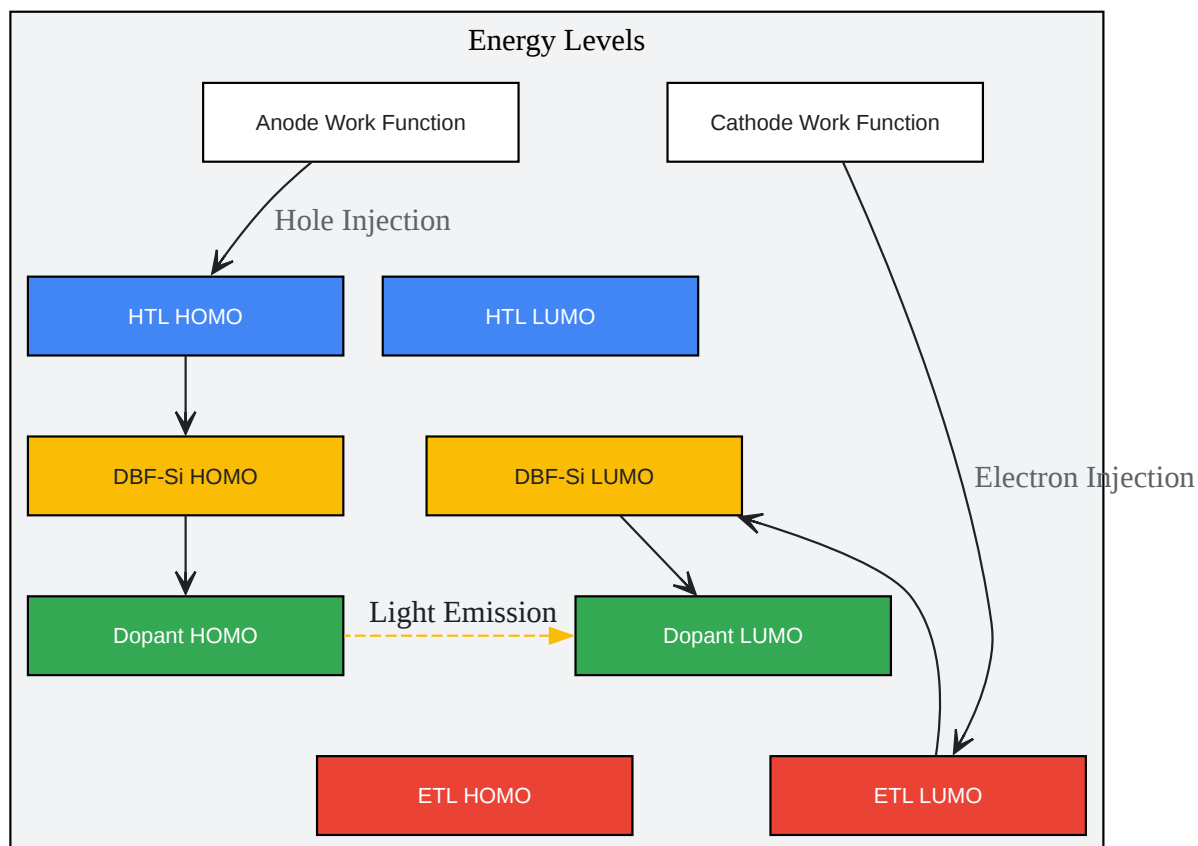 Energy Levels
Anode Work Function
Cathode Work Function
Hole Injection
HTL HOMO
HTL LUMO
DBF-Si HOMO
DBF-Si LUMO
Electron Injection
Light Emission
Dopant HOMO
Dopant LUMO
ETL HOMO
ETL LUMO